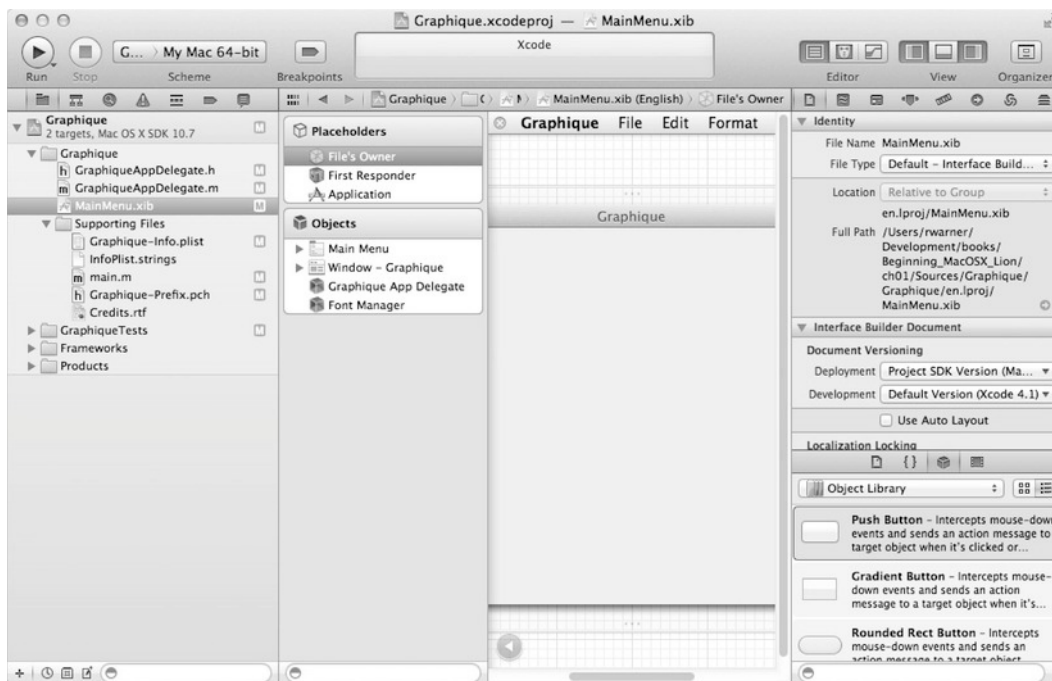 Graphique.xcodeproj — MainMenu.xib
G... My Mac 64-bit
Xcode
Run Stop Scheme Breakpoints Editor View Organizer
Graphique MainMenu.xib (English) File's Owner
Graphique
2 targets, Mac OS X SDK 10.7
M
Graphique
h GraphiqueAppDelegate.h M
m GraphiqueAppDelegate.m M
MainMenu.xib M
Supporting Files
Graphique-Info.plist M
InfoPlist.strings
m main.m M
h Graphique-Prefix.pch M
Credits.rtf
GraphiqueTests M
Frameworks
Products
Placeholders
File's Owner
First Responder
Application
Objects
Main Menu
Window – Graphique
Graphique App Delegate
Font Manager
Graphique File Edit Format
Graphique
Identity
File Name MainMenu.xib
File Type Default – Interface Build...
Location Relative to Group
en.lproj/MainMenu.xib
Full Path /Users/rwarner/
Development/books/
Beginning_MacOSX_Lion/
ch01/Sources/Graphique/
Graphique/en.lproj/
MainMenu.xib
Interface Builder Document
Document Versioning
Deployment Project SDK Version (Ma...
Development Default Version (Xcode 4.1)
Use Auto Layout
Localization Locking
{}
Object Library
Push Button – Intercepts mouse-down
events and sends an action message to
target object when it's clicked or...
Gradient Button – Intercepts mouse-
down events and sends an action
message to a target object when it's...
Rounded Rect Button – Intercepts
mouse-down events and sends an
action message to a target object